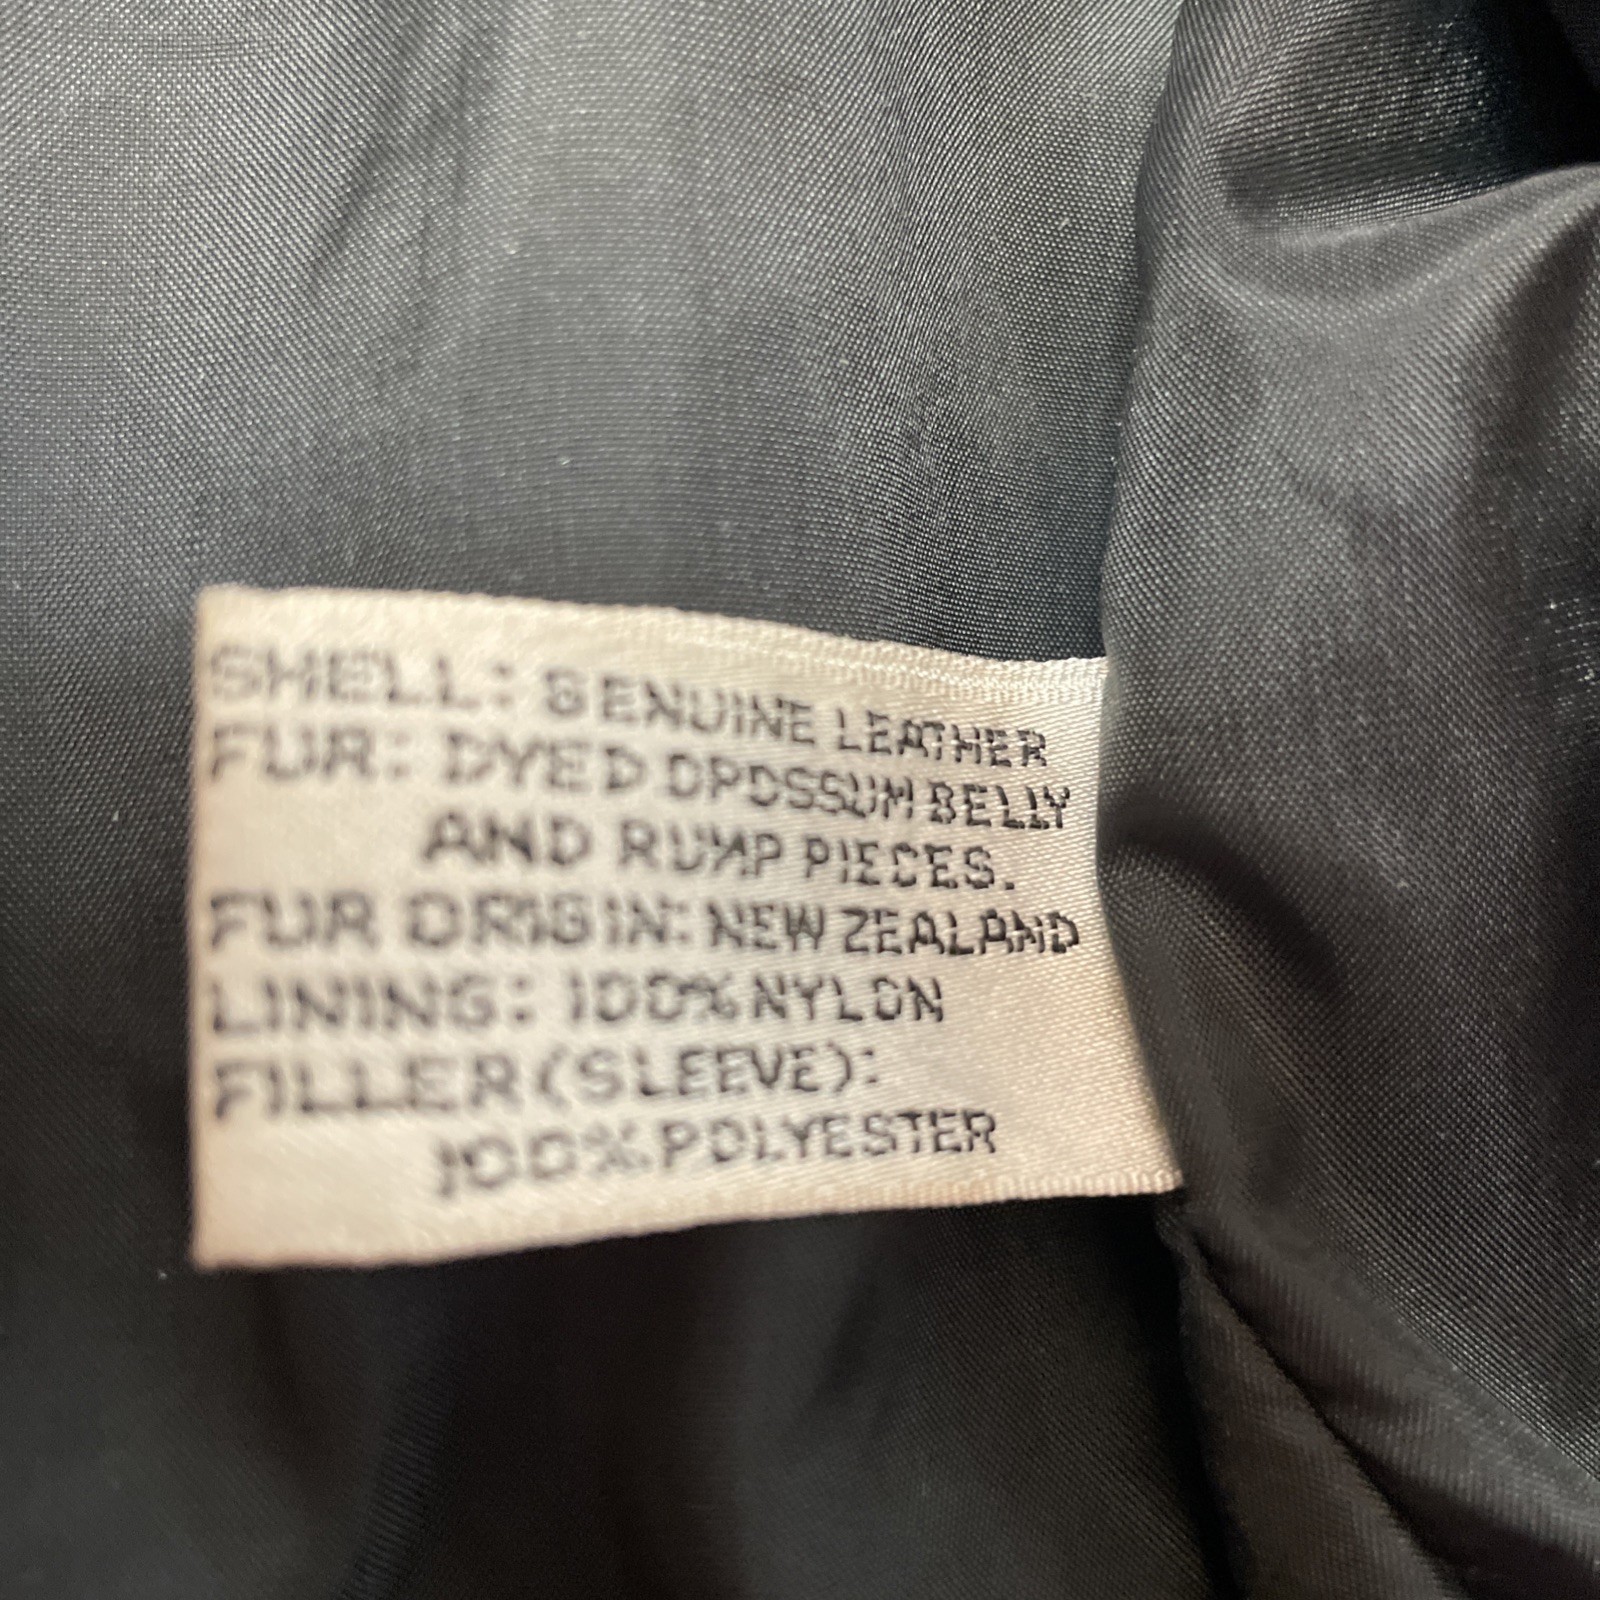 SHELL: GENUINE LEATHER
FUR: DYED OPOSSUM BELLY
AND RUMP PIECES.
FUR ORIGIN: NEW ZEALAND
LINING: 100% NYLON
FILLER (SLEEVE):
100% POLYESTER